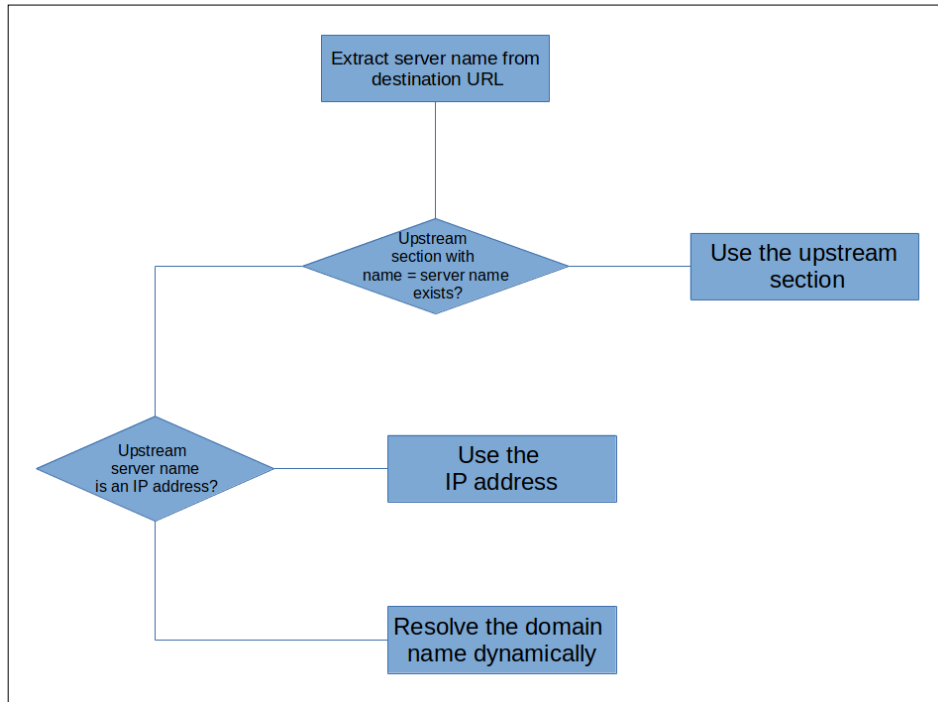 Extract server name from
destination URL
Upstream
section with
name = server name
exists?
Use the upstream
section
Upstream
server name
is an IP address?
Use the
IP address
Resolve the domain
name dynamically